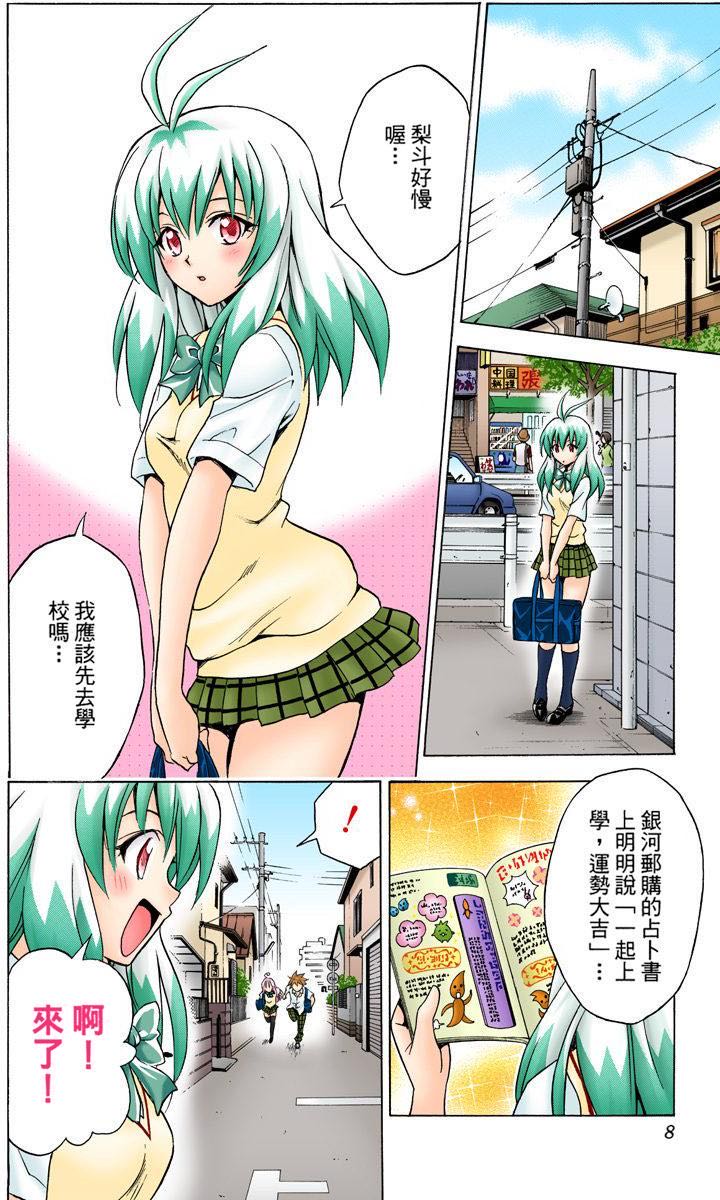 中国
料理
張
梨斗好慢
喔…
我應該先去學
校嗎…
銀河郵購的占卜書
上明明說「一起上
學，運勢大吉」…
！
啊！
來了！
8